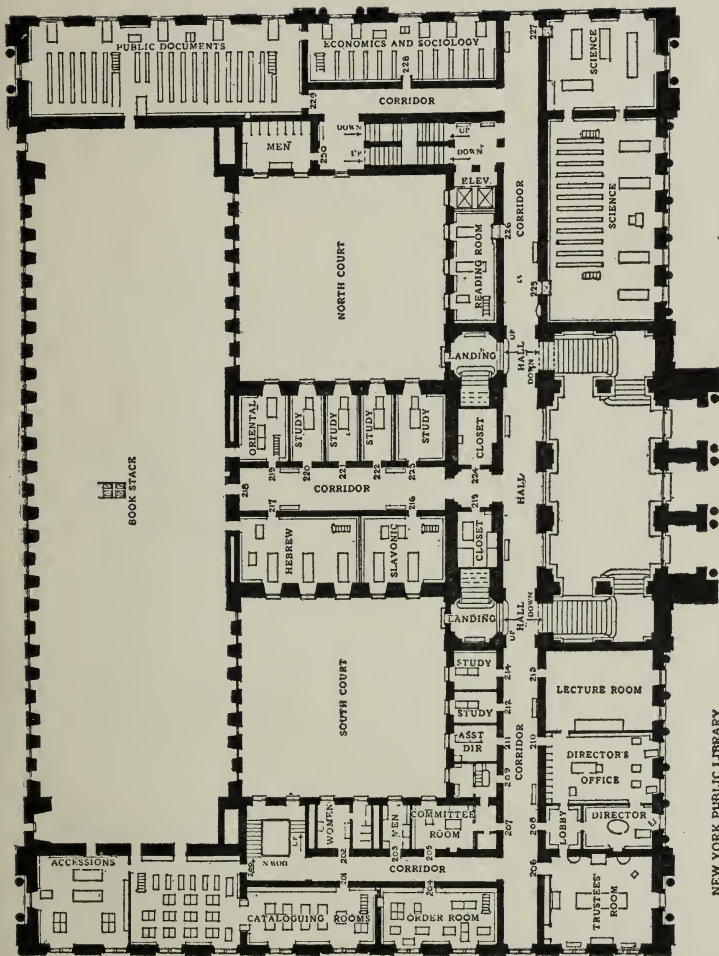 PUBLIC DOCUMENTS
ECONOMICS AND SOCIOLOGY
228
229
CORRIDOR
227
SCIENCE
MEN
230
DOWN
UP
UP
DOWN
ELEV.
CORRIDOR
226
READING ROOM
SCIENCE
225
NORTH COURT
LANDING
UP
HALL
DOWN
BOOK STACK
ORIENTAL
STUDY
STUDY
STUDY
STUDY
219
220
221
222
223
218
CORRIDOR
217
216
CLOSET
224
215
HALL
HEBREW
SLAVONIC
CLOSET
LANDING
UP
HALL
DOWN
SOUTH COURT
STUDY
214
213
LECTURE ROOM
STUDY
212
ASST
DIR
211
CORRIDOR
210
DIRECTOR'S
OFFICE
209
WOMEN
202
MEN
203
COMMITTEE
ROOM
205
207
208
LOBBY
DIRECTOR
UP
DOWN
200
ACCESSIONS
CORRIDOR
201
204
206
CATALOGUING ROOMS
ORDER ROOM
TRUSTEES'
ROOM
NEW YORK PUBLIC LIBRARY